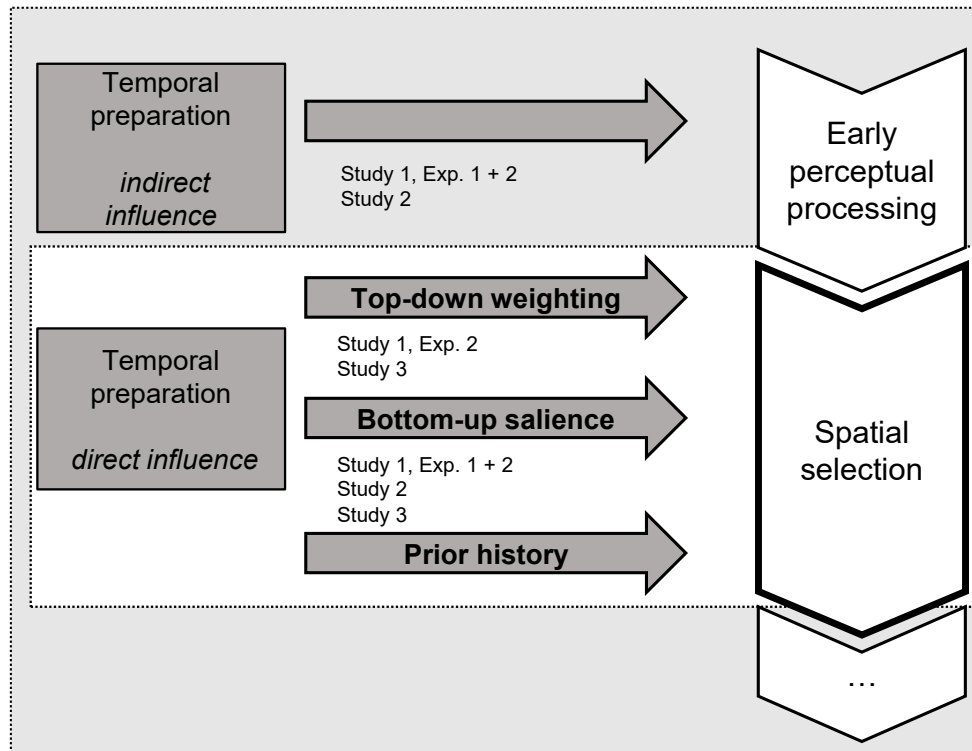 Temporal
preparation
indirect
influence
Study 1, Exp. 1 + 2
Study 2
Early
perceptual
processing
Temporal
preparation
direct influence
Top-down weighting
Study 1, Exp. 2
Study 3
Bottom-up salience
Study 1, Exp. 1 + 2
Study 2
Study 3
Prior history
Spatial
selection
…